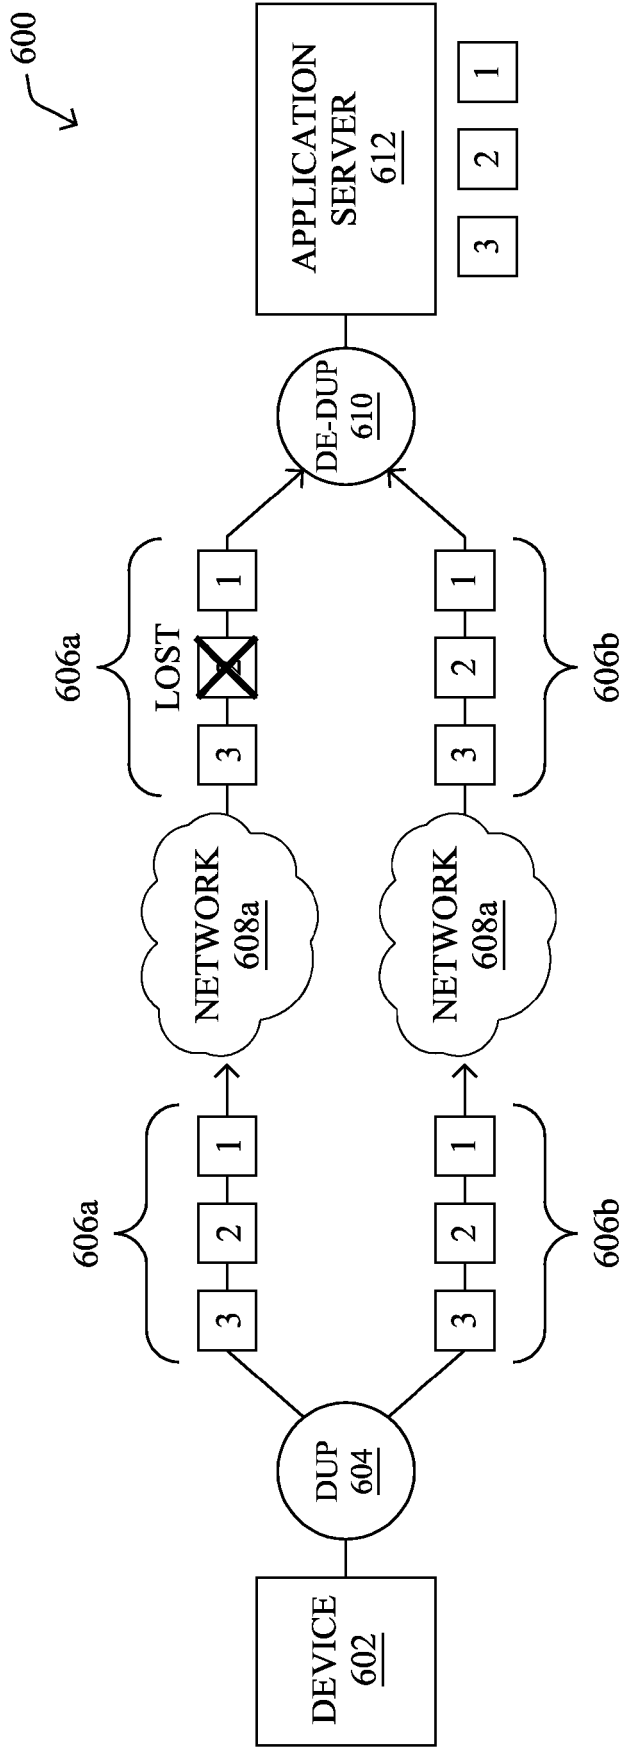 600
606a
606a
LOST
3 2 1
NETWORK
608a
3 1
DEVICE
602
DUP
604
DE-DUP
610
APPLICATION
SERVER
612
3 2 1
NETWORK
608a
3 2 1
3 2 1
606b
606b